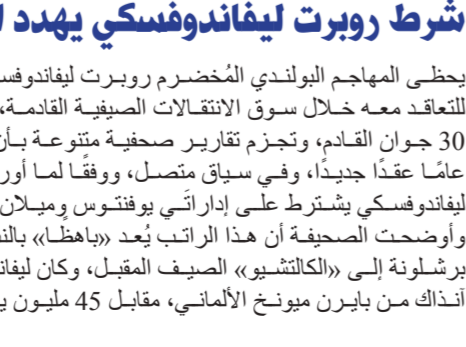 شرط روبرت ليفاندوفسكي يهدد
يحظى المهاجم البولندي المُخضرم روبرت ليفاندوفس
للتعاقد معه خلال سوق الانتقالات الصيفية القادمة،
30 جوان القادم، وتجزم تقارير صحفية متنوعة بأن
عامًا عقدًا جديدًا، وفي سياق متصل، ووفقًا لما أور
ليفاندوفسكي يشترط على إداراتَي يوفنتوس وميلان
وأوضحت الصحيفة أن هذا الراتب يُعد «باهظًا» بالن
برشلونة إلى «الكالتشيو» الصيف المقبل، وكان ليفان
آنذاك من بايرن ميونخ الألماني، مقابل 45 مليون ي